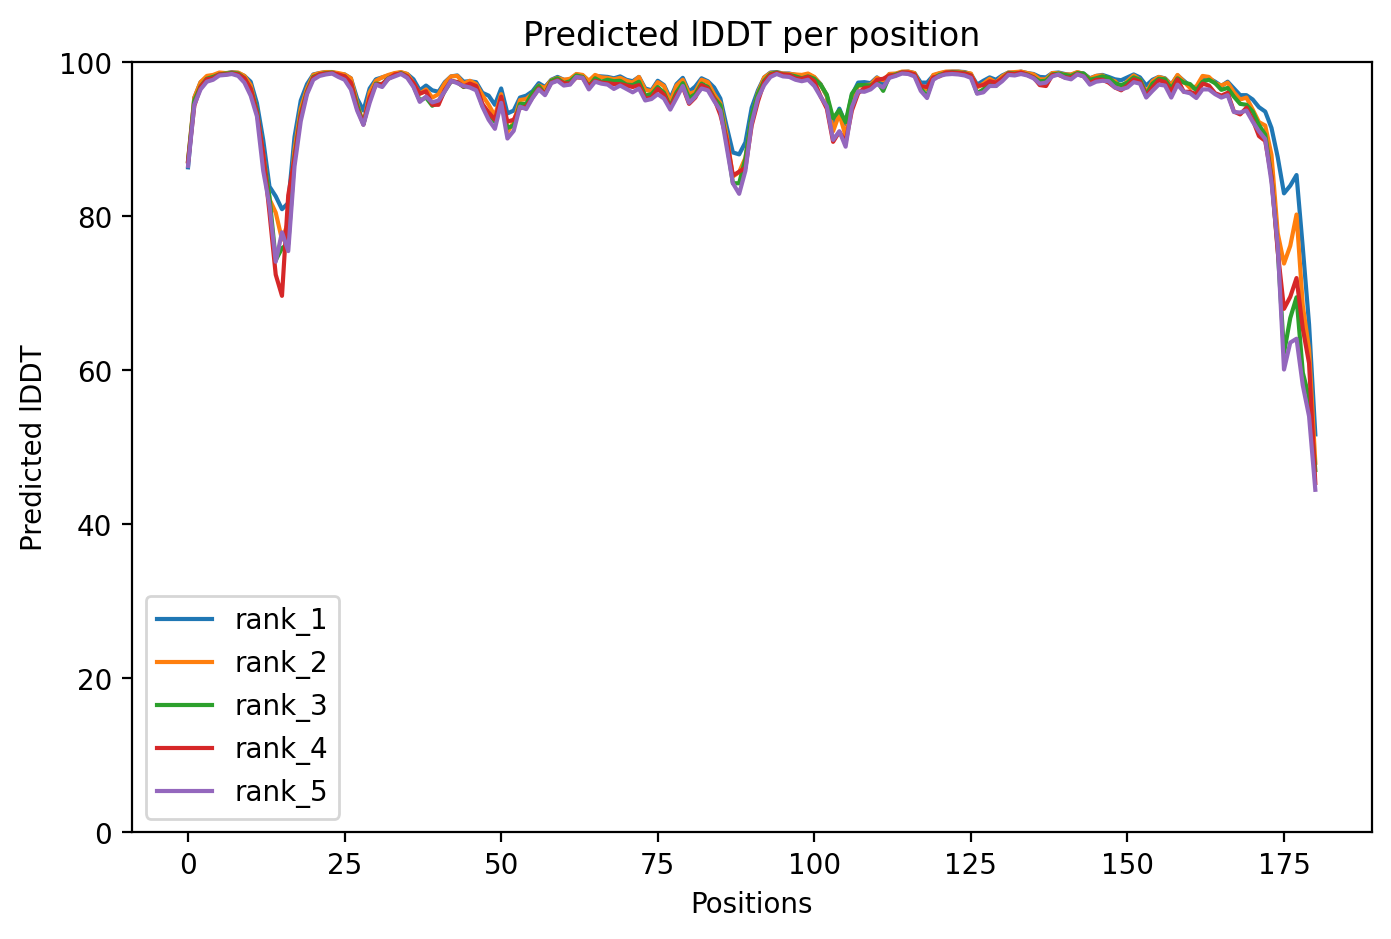 Predicted lDDT per position
100
80
60
40
20
0
Predicted lDDT
rank_1
rank_2
rank_3
rank_4
rank_5
0 25 50 75 100 125 150 175
Positions